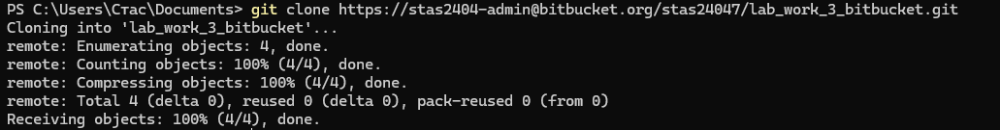 PS C:\Users\Стас\Documents> git clone https://stas2404-admin@bitbucket.org/stas24047/lab_work_3_bitbucket.git
Cloning into 'lab_work_3_bitbucket'...
remote: Enumerating objects: 4, done.
remote: Counting objects: 100% (4/4), done.
remote: Compressing objects: 100% (4/4), done.
remote: Total 4 (delta 0), reused 0 (delta 0), pack-reused 0 (from 0)
Receiving objects: 100% (4/4), done.